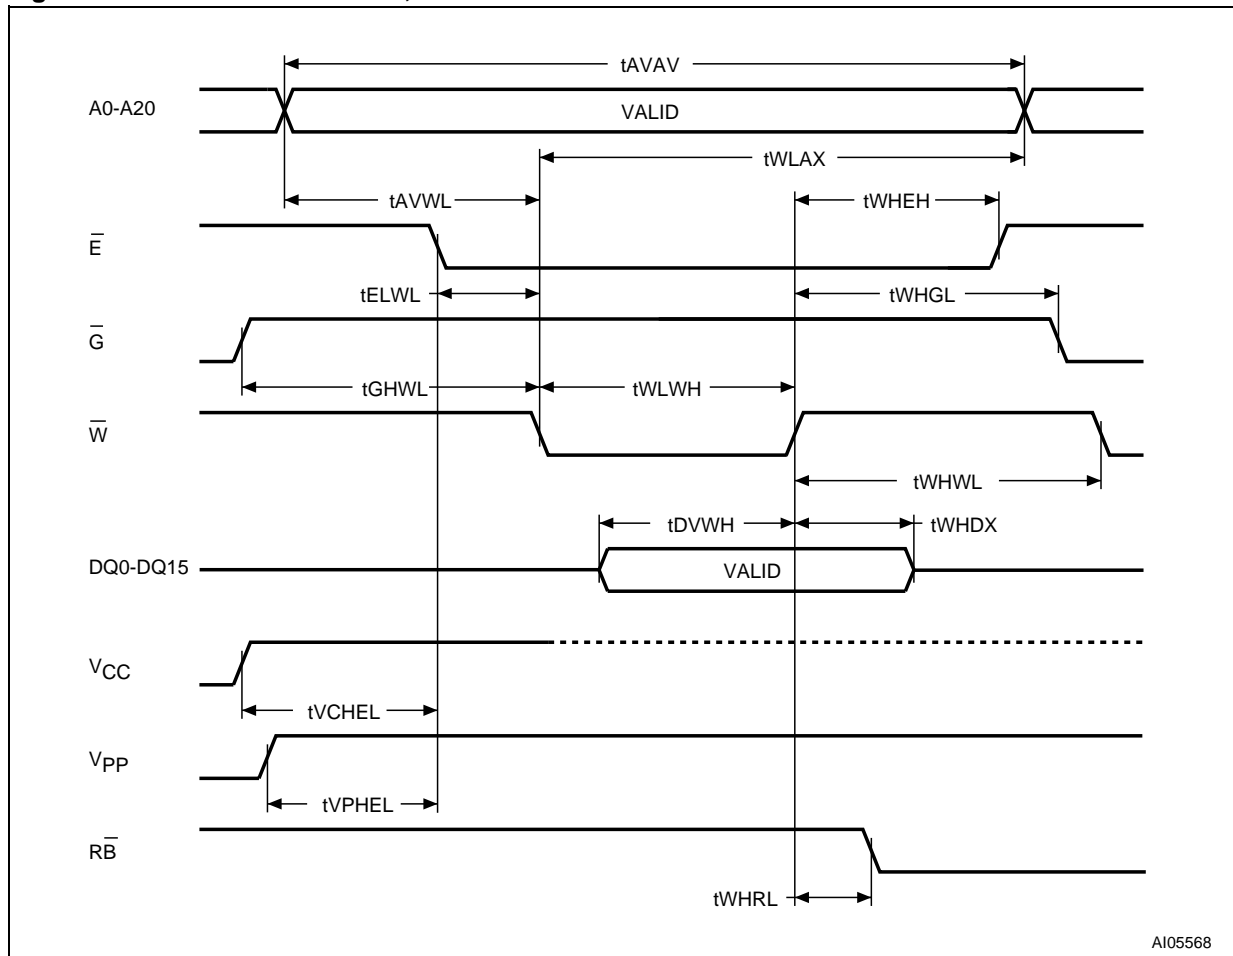 tAVAV
A0-A20
VALID
tWLAX
tAVWL
tWHEH
E̅
tELWL
tWHGL
G̅
tGHWL
tWLWH
W̅
tWHWL
tDVWH
tWHDX
DQ0-DQ15
VALID
VCC
tVCHEL
VPP
tVPHEL
RB̅
tWHRL
AI05568